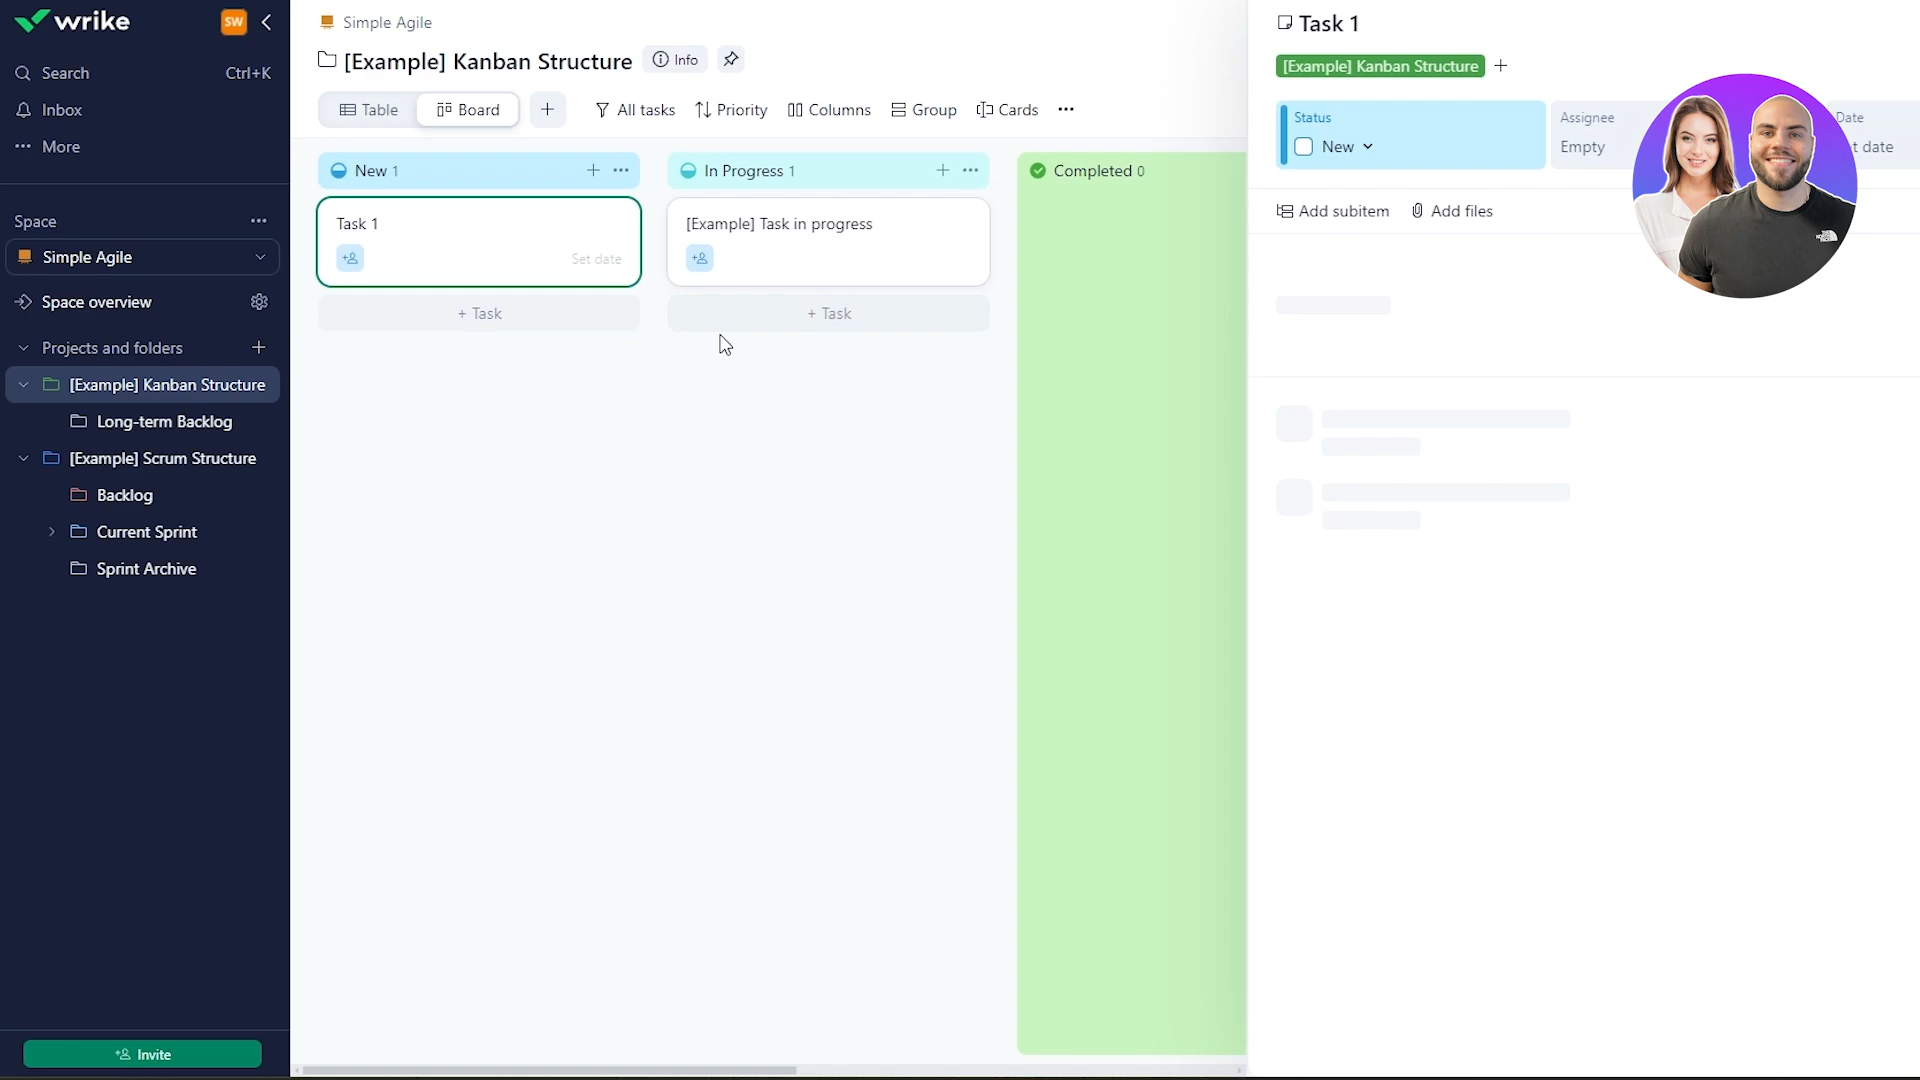 wrike
SW
Search
Ctrl+K
Inbox
More
Space
Simple Agile
Space overview
Projects and folders
[Example] Kanban Structure
Long-term Backlog
[Example] Scrum Structure
Backlog
Current Sprint
Sprint Archive
Invite
Simple Agile
[Example] Kanban Structure
Info
Table
Board
All tasks
Priority
Columns
Group
Cards
New 1
Task 1
Set date
+ Task
In Progress 1
[Example] Task in progress
+ Task
Completed 0
Task 1
[Example] Kanban Structure
Status
New
Assignee
Empty
Date
t date
Add subitem
Add files